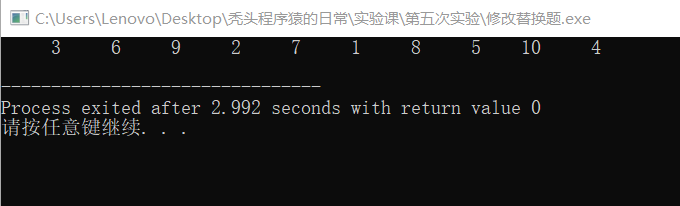 C:\Users\Lenovo\Desktop\秃头程序猿的日常\实验课\第五次实验\修改替换题.exe
3 6 9 2 7 1 8 5 10 4
--------------------------------
Process exited after 2.992 seconds with return value 0
请按任意键继续. . .